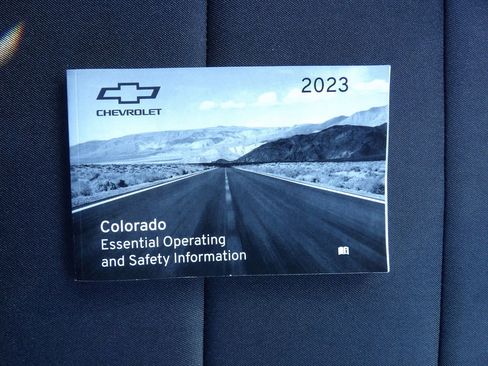 2023
CHEVROLET
Colorado
Essential Operating
and Safety Information